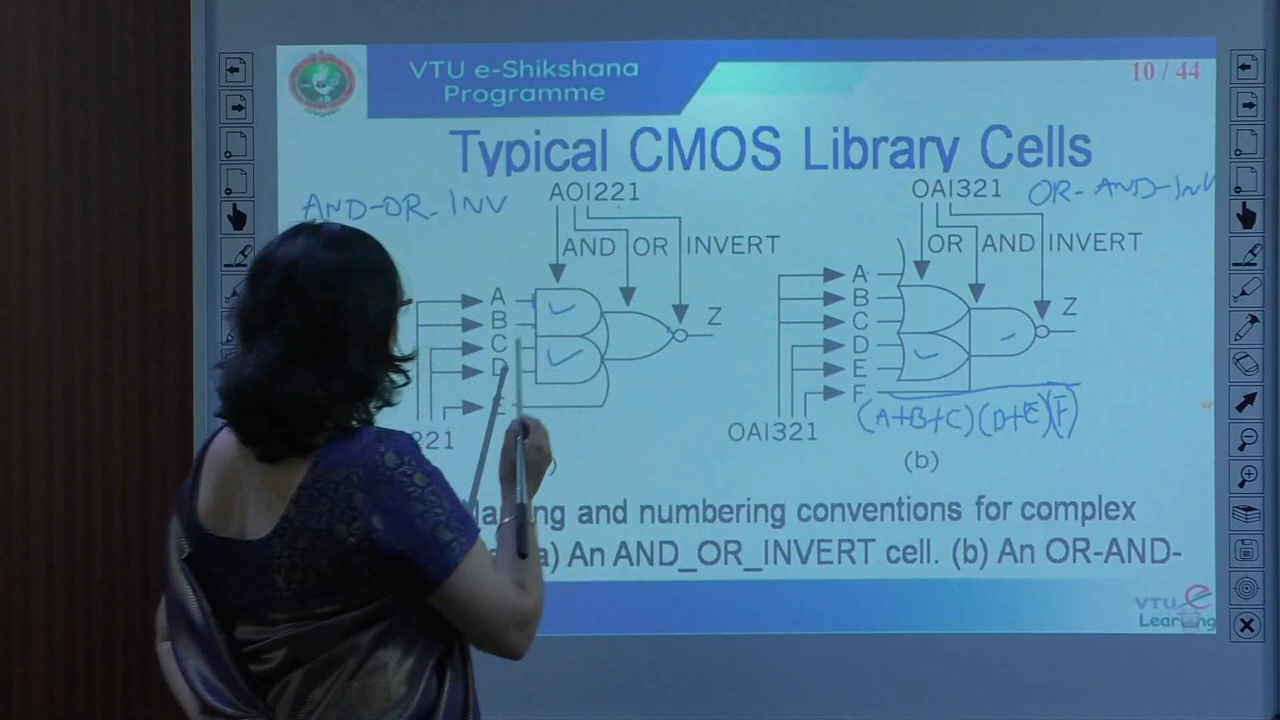 VTU e-Shikshana
Programme
10 / 44
Typical CMOS Library Cells
AND-OR-INV
AOI221
OAI321
OR-AND-INV
AND OR INVERT
OR AND INVERT
A
B
C
D
E
Z
221
A
B
C
D
E
F
Z
OAI321
(A+B+C)(D+E)(F)
(b)
and numbering conventions for complex
a) An AND_OR_INVERT cell. (b) An OR-AND-
VTU e
Learning